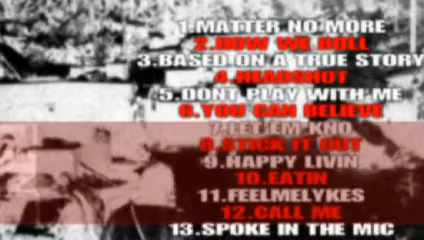 1.MATTER NO MORE
2.HOW WE ROLL
3.BASED ON A TRUE STORY
4.HEADSHOT
5.DONT PLAY WITH ME
6.YOU CAN BELIEVE
7.LET EM KNO
8.STICK IT OUT
9.HAPPY LIVIN
10.EATIN
11.FEELMELYKES
12.CALL ME
13.SPOKE IN THE MIC